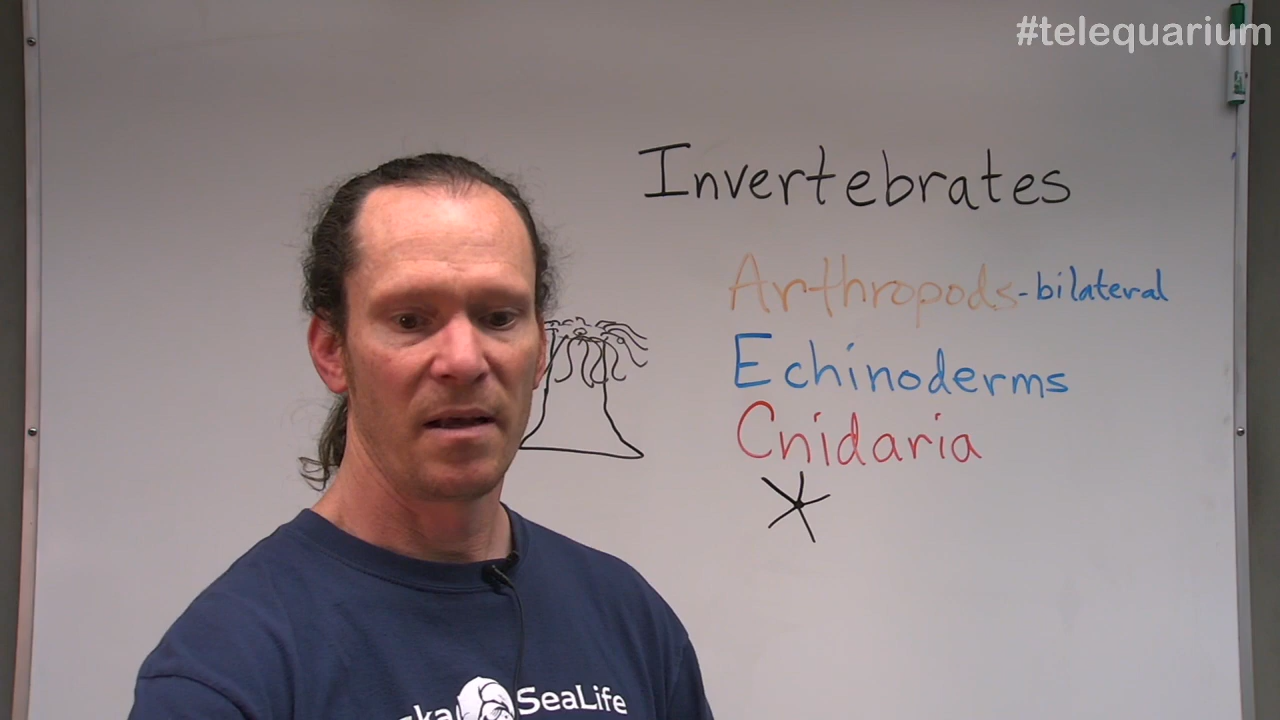 #telequarium
Invertebrates
Arthropods - bilateral
Echinoderms
Cnidaria
SeaLife